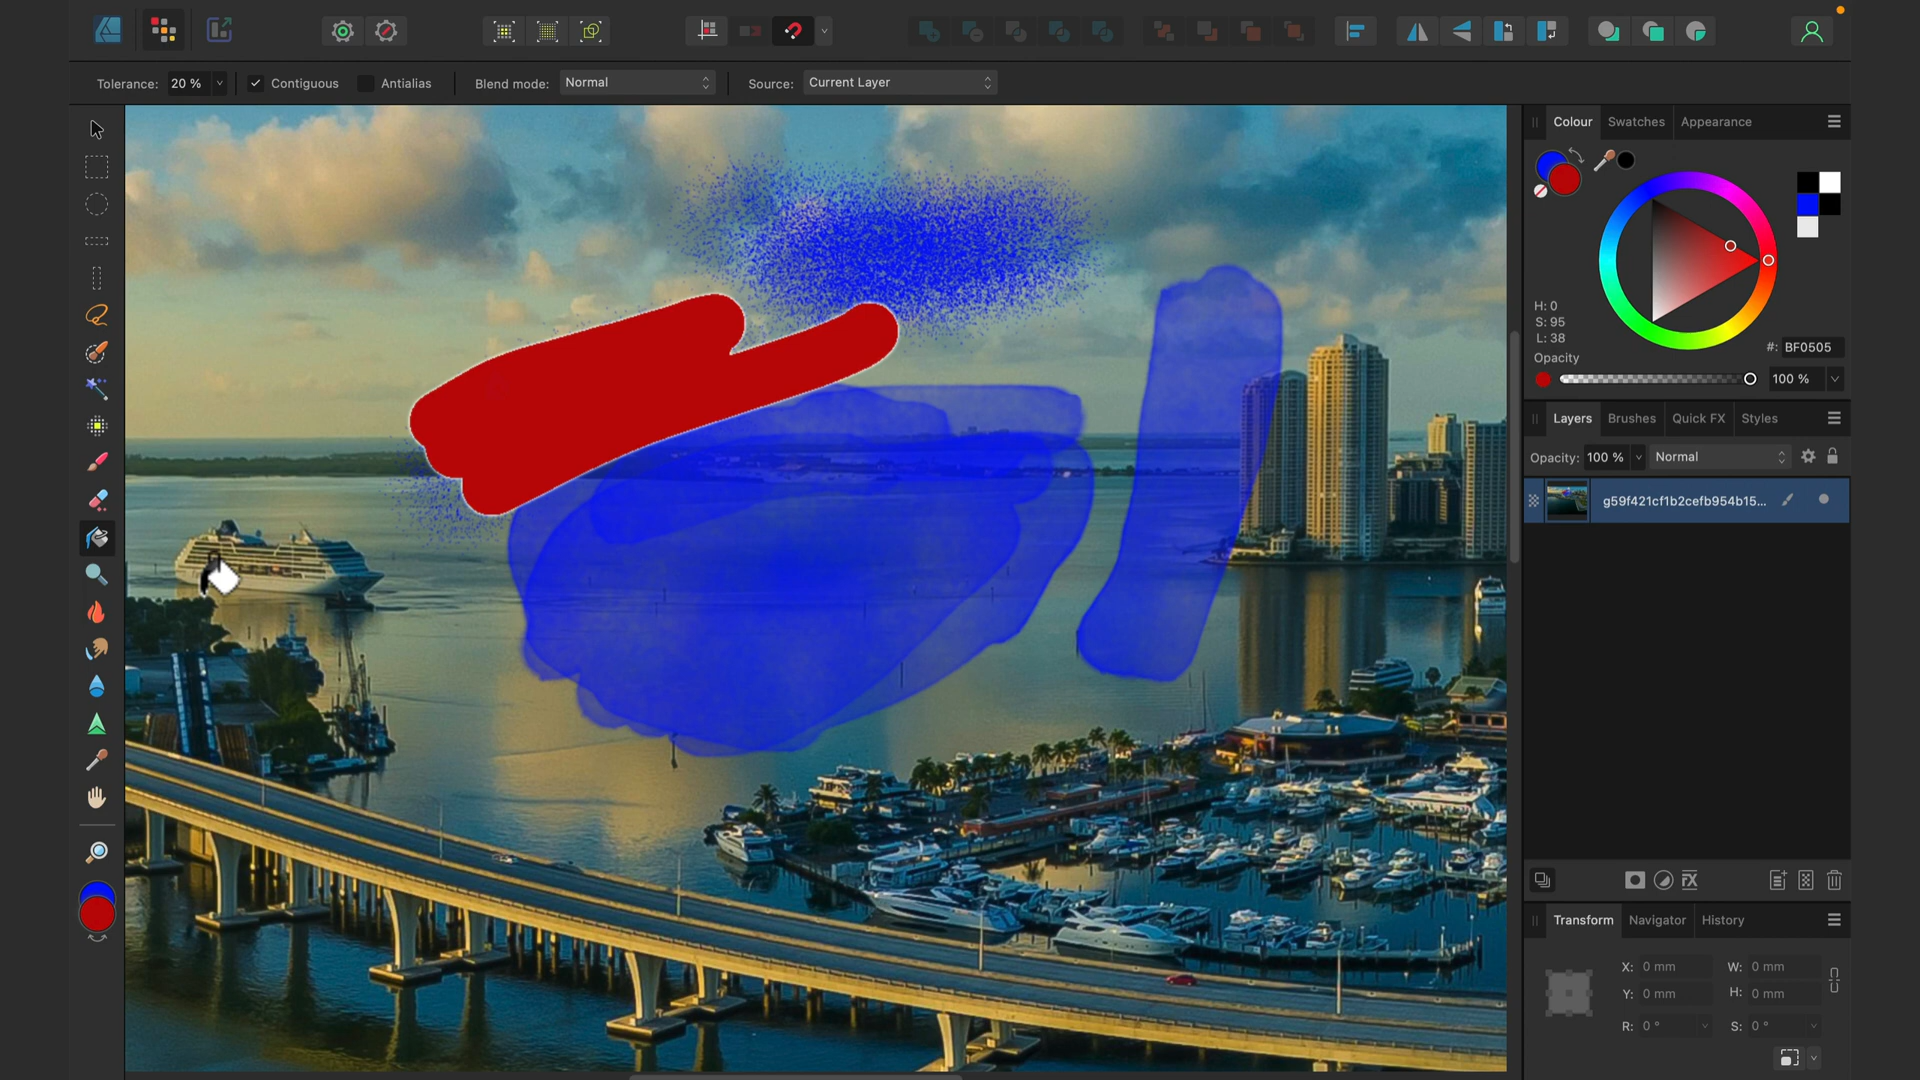 Tolerance: 20 % Contiguous Antialias Blend mode: Normal Source: Current Layer
Colour Swatches Appearance
H: 0
S: 95
L: 38
#: BF0505
Opacity
100 %
Layers Brushes Quick FX Styles
Opacity: 100 % Normal
g59f421cf1b2cefb954b15...
FX
Transform Navigator History
X: 0 mm W: 0 mm
Y: 0 mm H: 0 mm
R: 0 ° S: 0 °